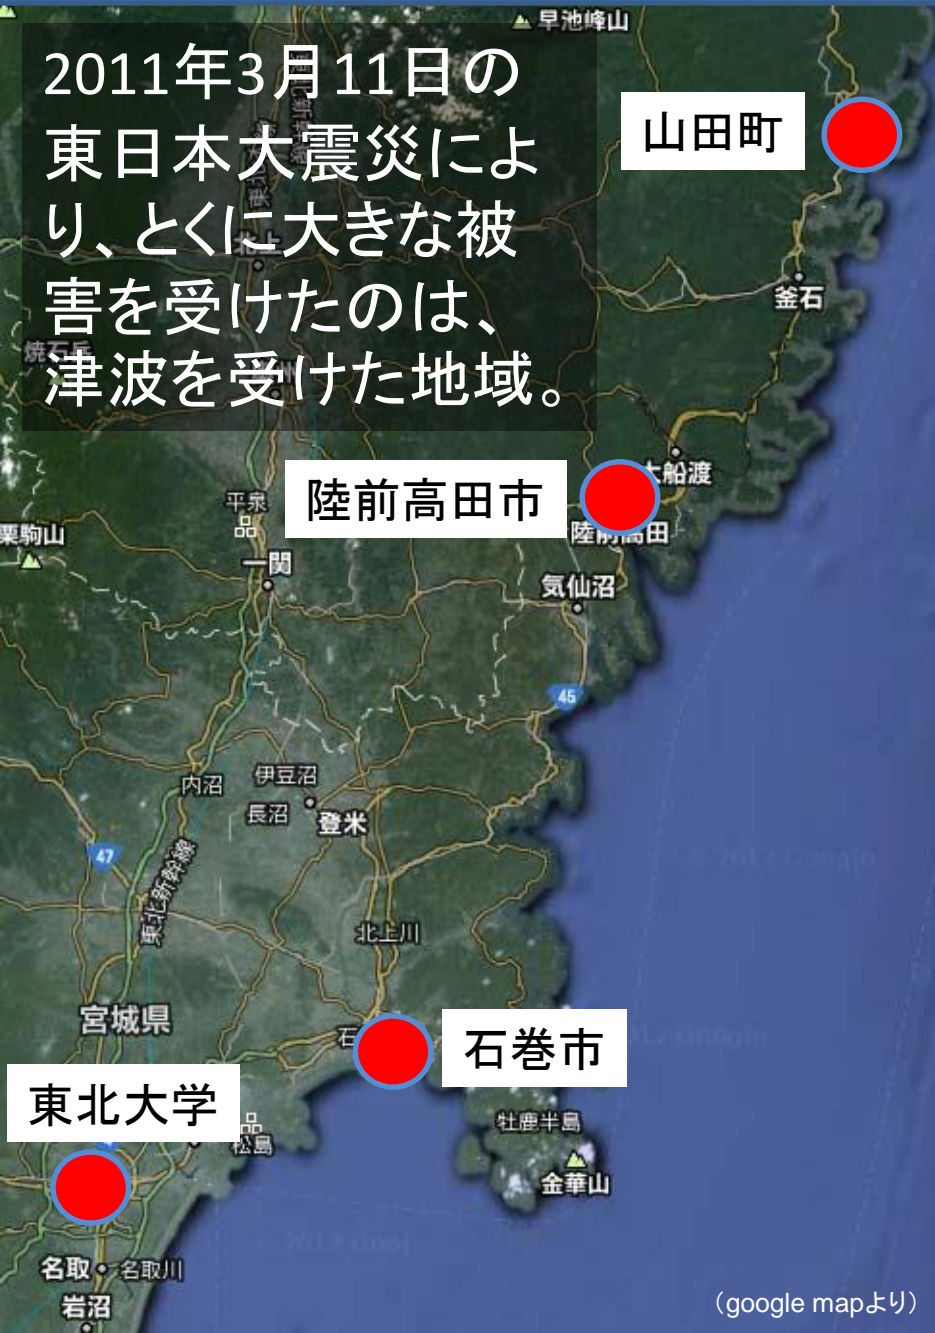 早池峰山
2011年3月11日の
東日本大震災によ
り、とくに大きな被
害を受けたのは、
津波を受けた地域。
山田町
釜石
焼石岳
大船渡
平泉
陸前高田市
陸前高田
栗駒山
一関
気仙沼
45
内沼
伊豆沼
長沼
登米
47
東北新幹線
北上川
宮城県
石
石巻市
東北大学
牡鹿半島
松島
金華山
名取
名取川
岩沼
（google mapより）